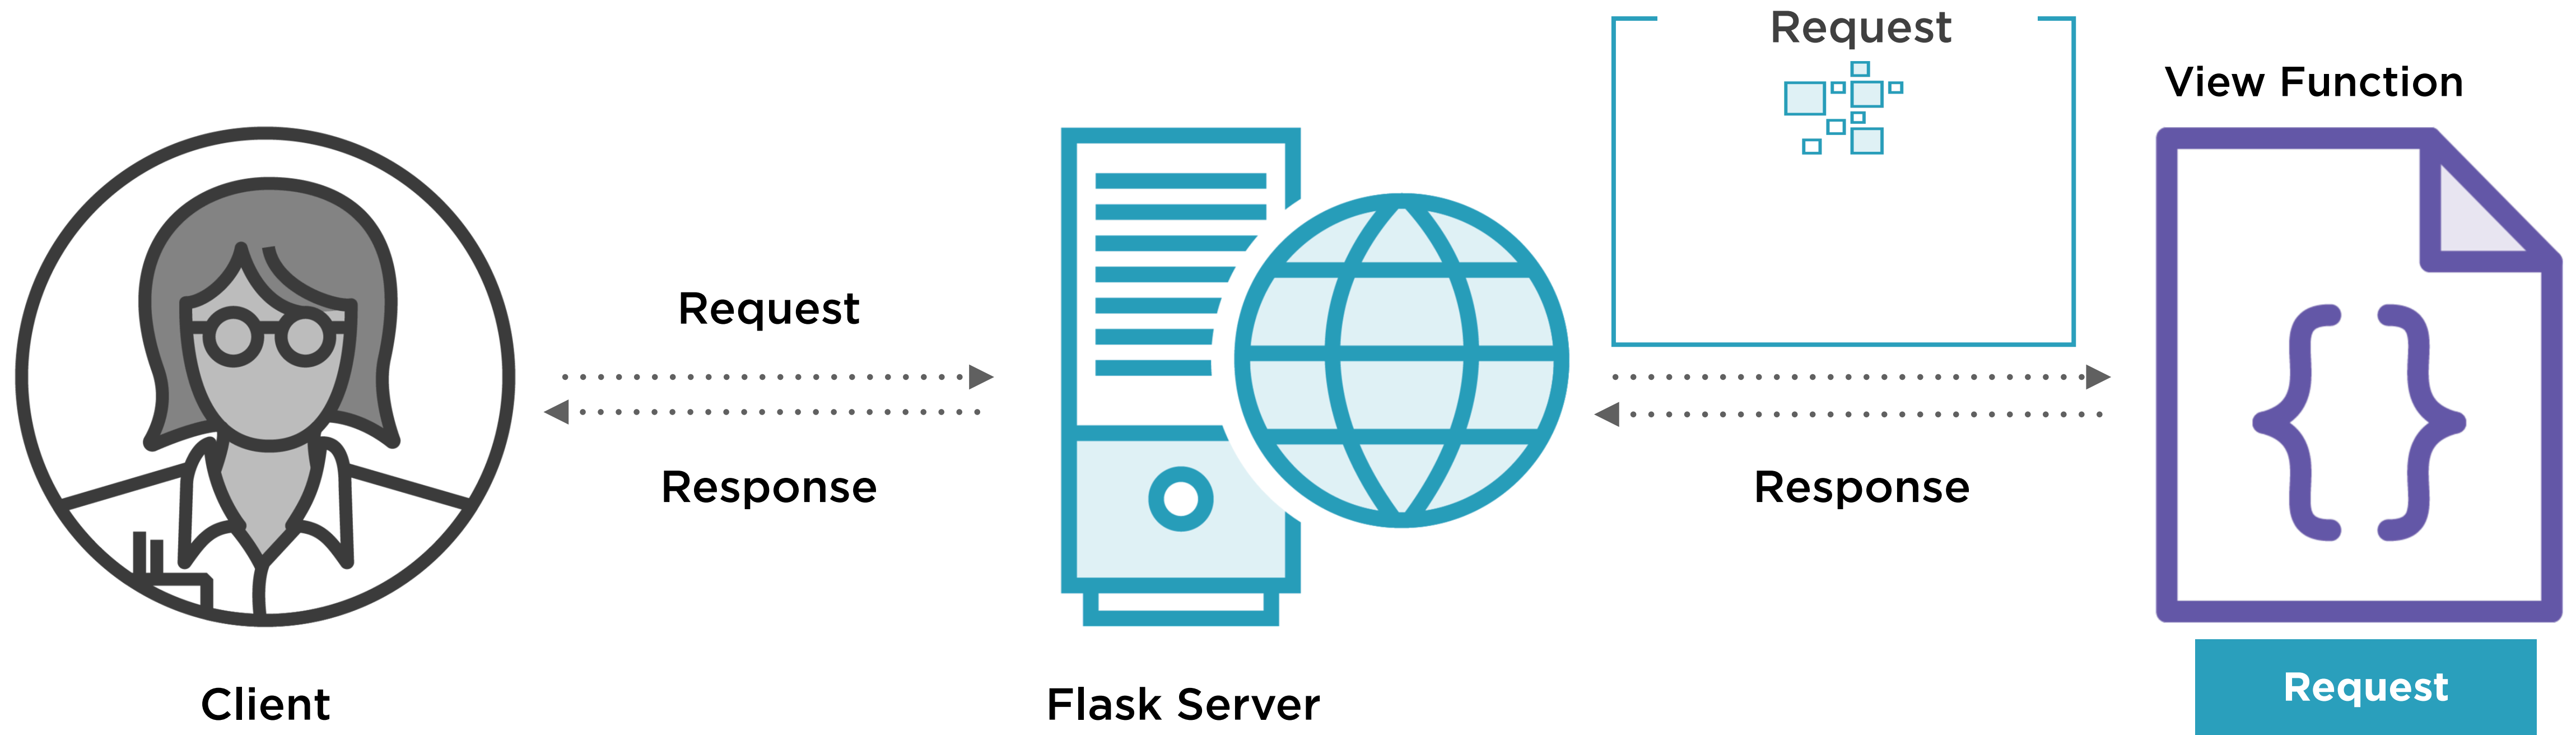 Request
View Function
Request
Response
Response
Client
Flask Server
Request